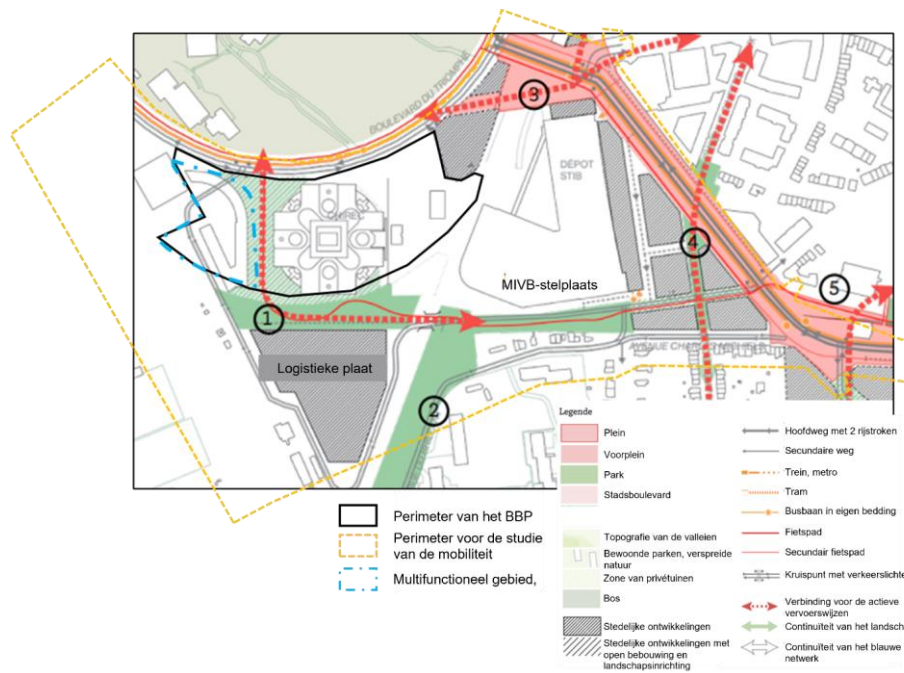 BOULEVARD DU TRIOMPHE
3
DÉPOT
STIB
CHIREC
4
MIVB-stelplaats
5
1
AVENUE CHARLES MICHIELS
Logistieke plaat
2
Legende
Plein
Voorplein
Park
Stadsboulevard
Topografie van de valleien
Bewoonde parken, verspreide
natuur
Zone van privétuinen
Bos
Stedelijke ontwikkelingen
Stedelijke ontwikkelingen met
open bebouwing en
landschapsinrichting
Hoofdweg met 2 rijstroken
Secundaire weg
Trein, metro
Tram
Busbaan in eigen bedding
Fietspad
Secundair fietspad
Kruispunt met verkeerslichte
Verbinding voor de actieve
vervoerswijzen
Continuïteit van het landsch
Continuïteit van het blauwe
netwerk
Perimeter van het BBP
Perimeter voor de studie
van de mobiliteit
Multifunctioneel gebied,